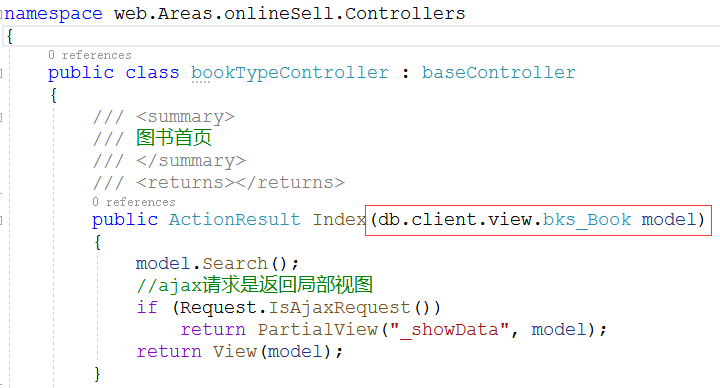 namespace web.Areas.onlineSell.Controllers
{
0 references
public class bookTypeController : baseController
{
/// <summary>
/// 图书首页
/// </summary>
/// <returns></returns>
0 references
public ActionResult Index(db.client.view.bks_Book model)
{
model.Search();
//ajax请求是返回局部视图
if (Request.IsAjaxRequest())
return PartialView("_showData", model);
return View(model);
}